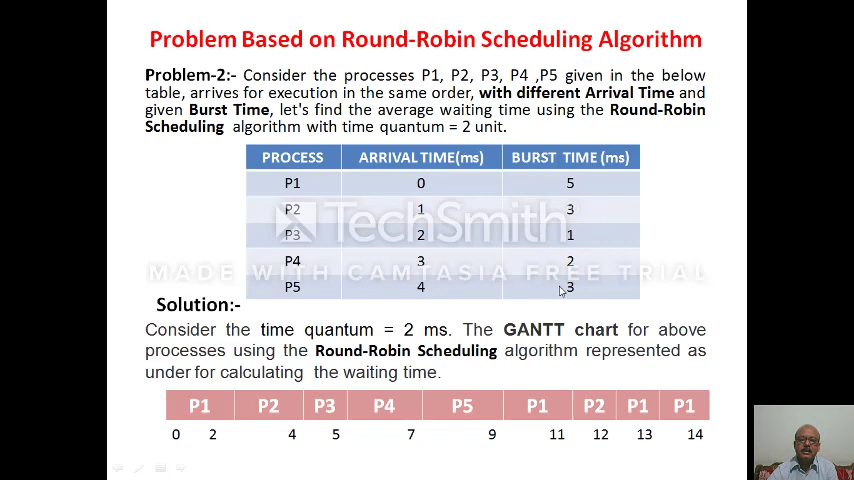 Problem Based on Round-Robin Scheduling Algorithm
Problem-2:- Consider the processes P1, P2, P3, P4 ,P5 given in the below
table, arrives for execution in the same order, with different Arrival Time and
given Burst Time, let's find the average waiting time using the Round-Robin
Scheduling algorithm with time quantum = 2 unit.
PROCESS ARRIVAL TIME(ms) BURST TIME (ms)
P1 0 5
P2 1 3
TechSmith
P3 2 1
P4 3 2
MADE WITH CAMTASIA FREE TRIAL
P5 4 3
Solution:-
Consider the time quantum = 2 ms. The GANTT chart for above
processes using the Round-Robin Scheduling algorithm represented as
under for calculating the waiting time.
P1 P2 P3 P4 P5 P1 P2 P1 P1
0 2 4 5 7 9 11 12 13 14